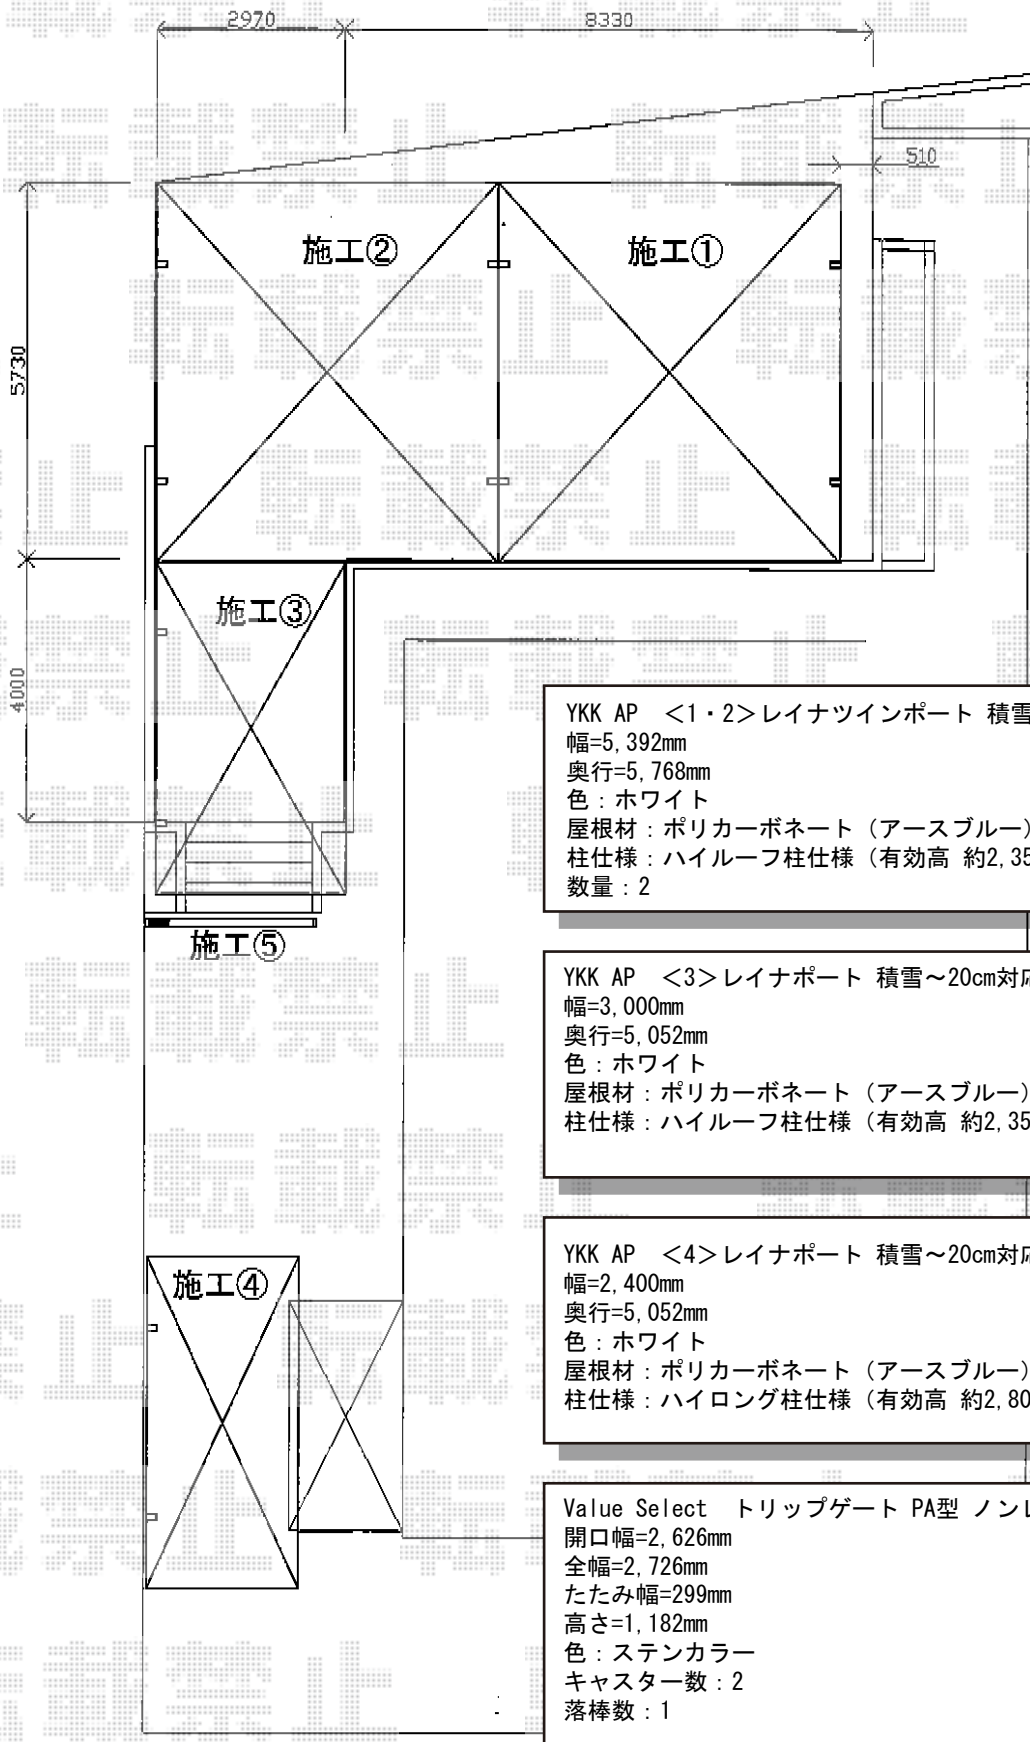 2970
8330
510
施工②
施工①
5730
施工③
4000
YKK AP <1・2>レイナツインポート 積雪
幅=5,392mm
奥行=5,768mm
色：ホワイト
屋根材：ポリカーボネート（アースブルー）
柱仕様：ハイルーフ柱仕様（有効高 約2,35
数量：2
施工⑤
YKK AP <3>レイナポート 積雪～20cm対応
幅=3,000mm
奥行=5,052mm
色：ホワイト
屋根材：ポリカーボネート（アースブルー）
柱仕様：ハイルーフ柱仕様（有効高 約2,35
施工④
YKK AP <4>レイナポート 積雪～20cm対応
幅=2,400mm
奥行=5,052mm
色：ホワイト
屋根材：ポリカーボネート（アースブルー）
柱仕様：ハイロング柱仕様（有効高 約2,80
Value Select トリップゲート PA型 ノンレ
開口幅=2,626mm
全幅=2,726mm
たたみ幅=299mm
高さ=1,182mm
色：ステンカラー
キャスター数：2
落棒数：1
転載禁止